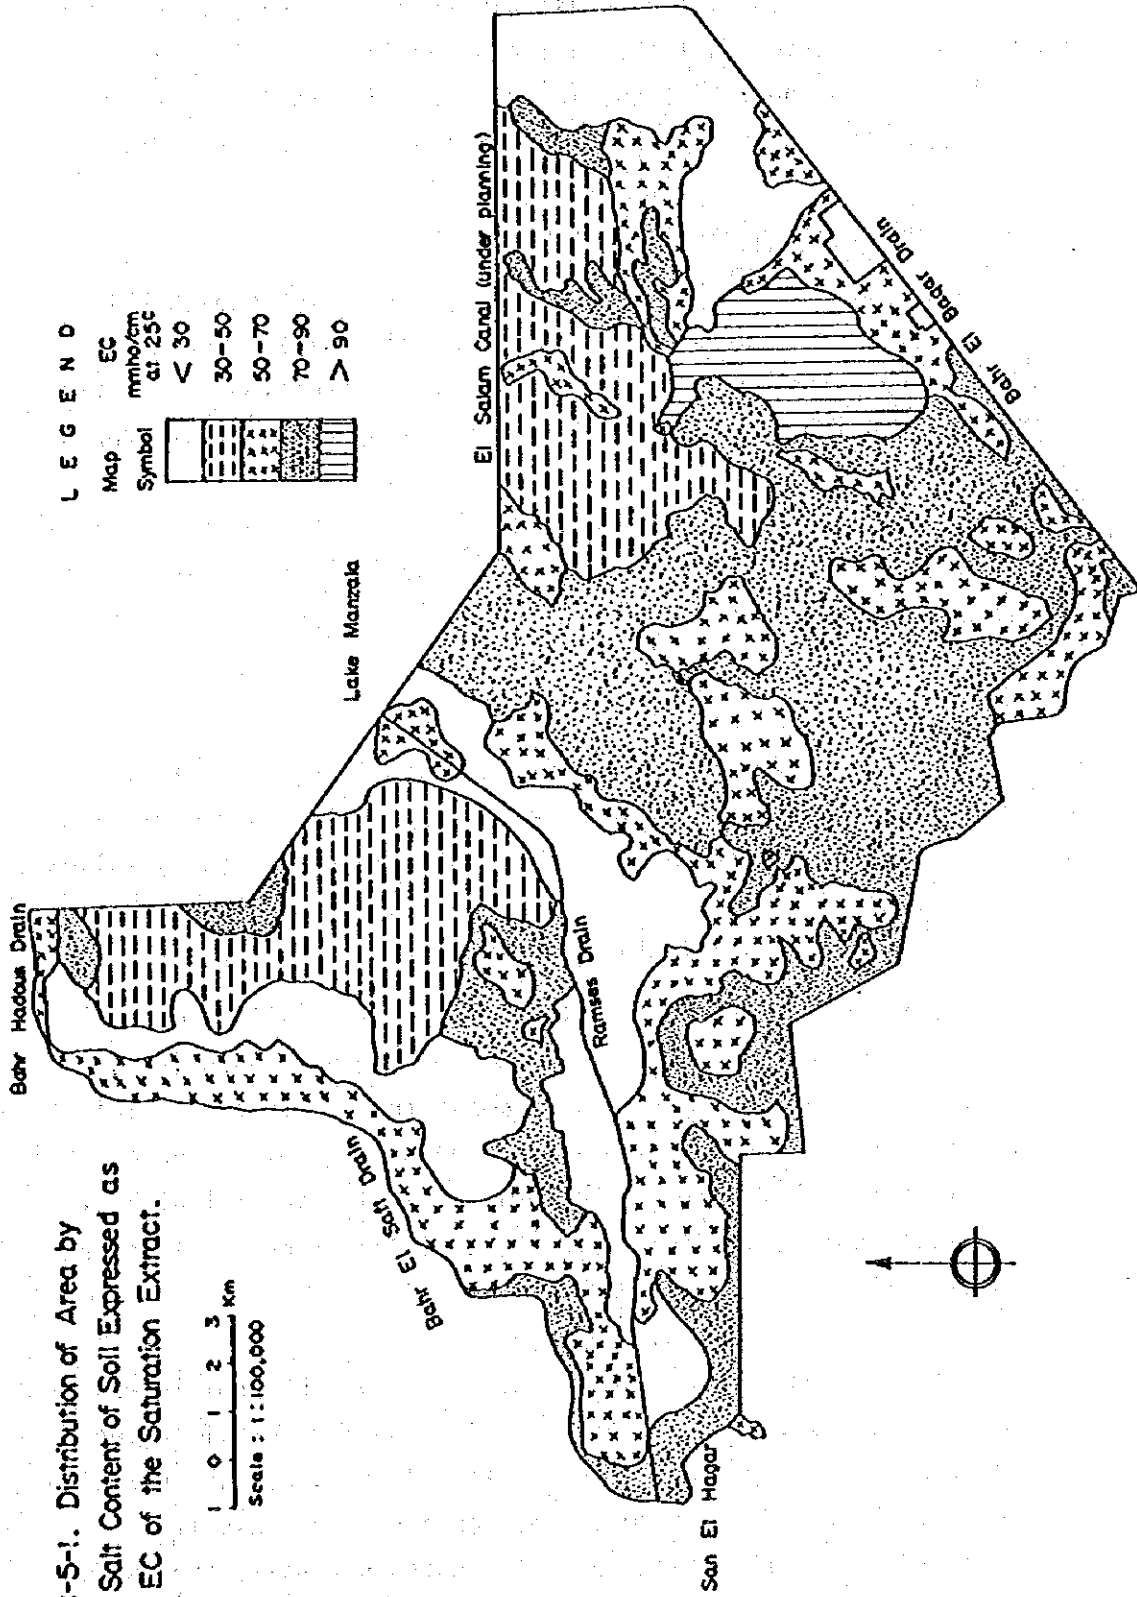 -5-1. Distribution of Area by
Salt Content of Soil Expressed as
EC of the Saturation Extract.
1 0 1 2 3 Km
Scale : 1:100,000
LEGEND
Map Symbol
EC mmho/cm at 25c
< 30
30-50
50-70
70-90
> 90
Bahr Hadous Drain
Lake Manzala
El Salam Canal (under planning)
Bahr El Saft Drain
Ramses Drain
Bahr El Baqar Drain
San El Hagar